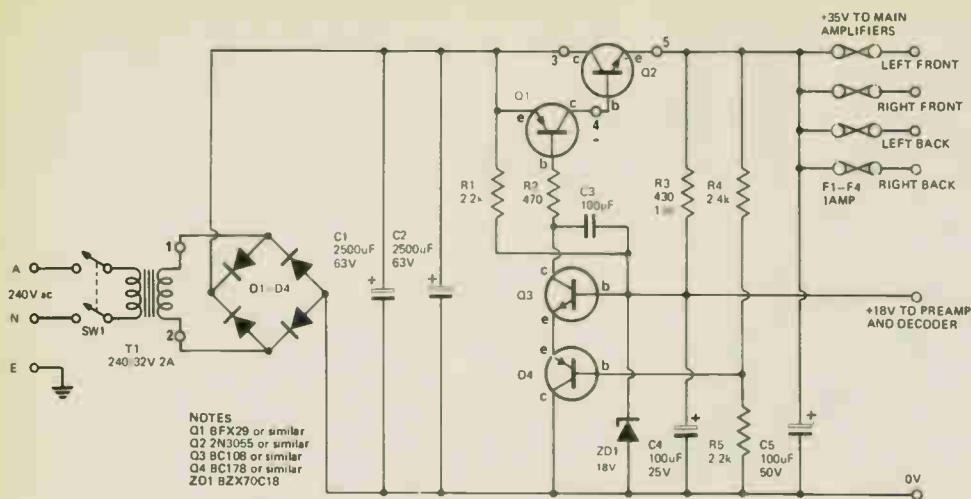 +35V TO MAIN
AMPLIFIERS
LEFT FRONT
RIGHT FRONT
LEFT BACK
RIGHT BACK
F1-F4
1AMP
3
c
e
5
Q2
b
Q1
e
c
4
b
R1
2.2k
R2
470
C3
100µF
R3
430
R4
2.4k
C1
2500uF
63V
C2
2500uF
63V
1
A
240V ac
N
SW1
2
T1
240-32V 2A
E
D1-D4
c
Q3
b
e
e
Q4
b
c
+18V TO PREAMP
AND DECODER
ZD1
18V
C4
100uF
25V
R5
2.2k
C5
100uF
50V
0V
NOTES
Q1 BFX29 or similar
Q2 2N3055 or similar
Q3 BC108 or similar
Q4 BC178 or similar
ZD1 BZX70C18